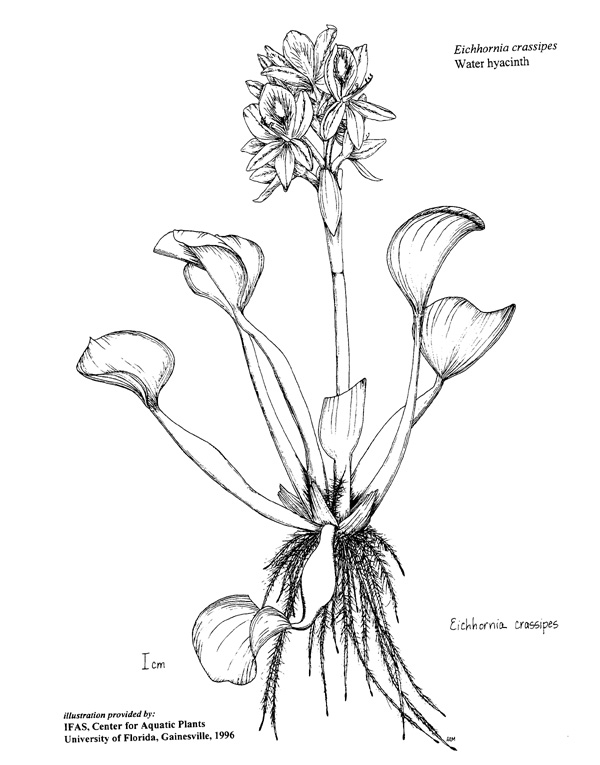 Eichhornia crassipes
Water hyacinth
Eichhornia crassipes
1cm
illustration provided by:
IFAS, Center for Aquatic Plants
University of Florida, Gainesville, 1996